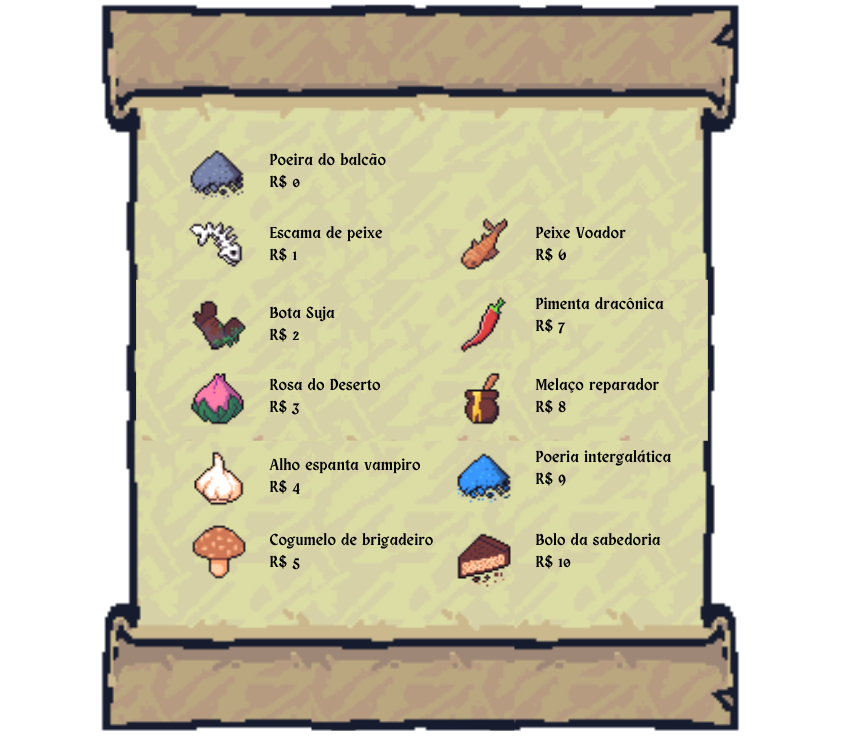 Poeira do balcão
R$ 0
Escama de peixe
R$ 1
Bota Suja
R$ 2
Rosa do Deserto
R$ 3
Alho espanta vampiro
R$ 4
Cogumelo de brigadeiro
R$ 5
Peixe Voador
R$ 6
Pimenta dracônica
R$ 7
Melaço reparador
R$ 8
Poeria intergalática
R$ 9
Bolo da sabedoria
R$ 10